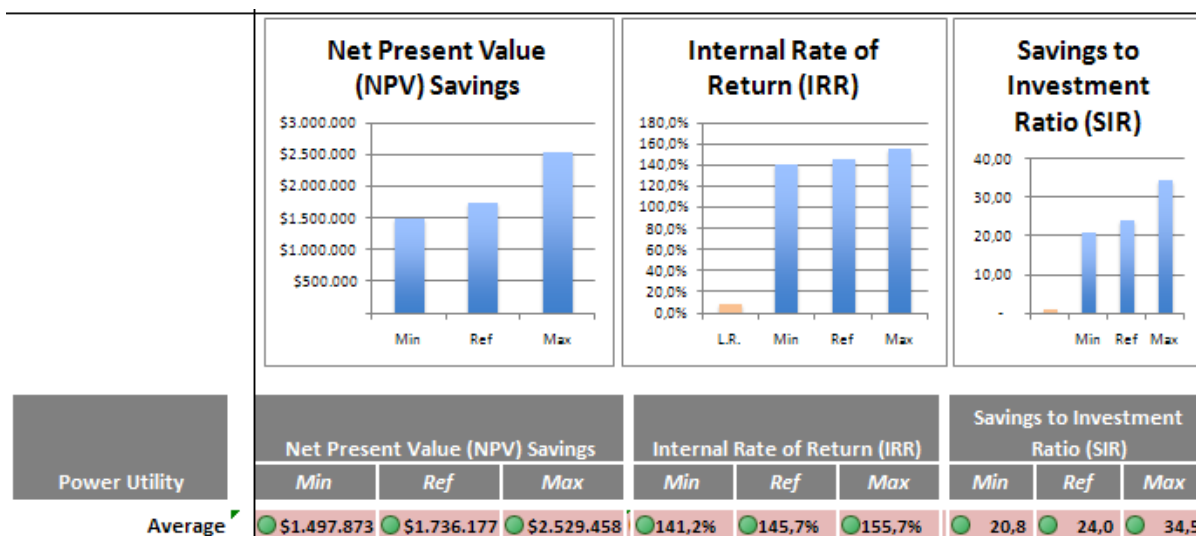 Net Present Value
(NPV) Savings
$3.000.000
$2.500.000
$2.000.000
$1.500.000
$1.000.000
$500.000
Min Ref Max
Internal Rate of
Return (IRR)
180,0%
160,0%
140,0%
120,0%
100,0%
80,0%
60,0%
40,0%
20,0%
0,0%
L.R. Min Ref Max
Savings to
Investment
Ratio (SIR)
40,00
30,00
20,00
10,00
-
Min Ref Max
Power Utility
Net Present Value (NPV) Savings
Min Ref Max
Internal Rate of Return (IRR)
Min Ref Max
Savings to Investment
Ratio (SIR)
Min Ref Max
Average $1.497.873 $1.736.177 $2.529.458 141,2% 145,7% 155,7% 20,8 24,0 34,5